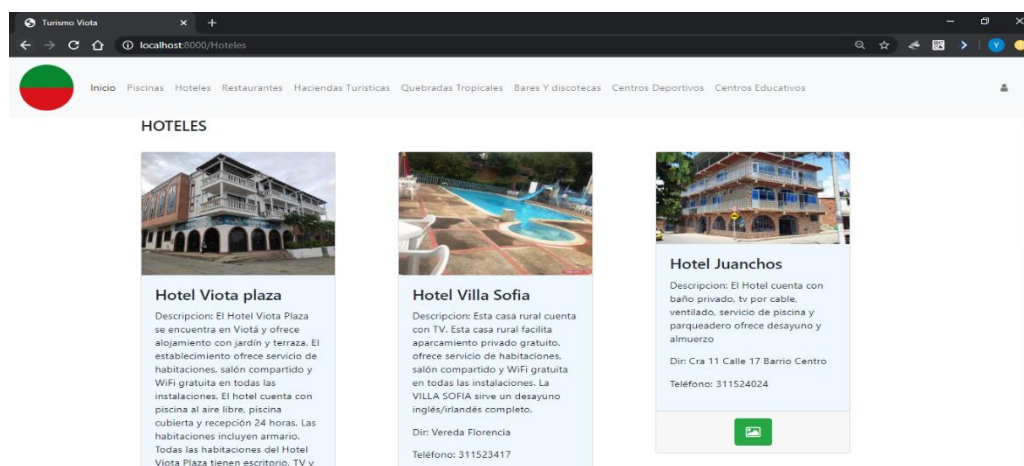 Turismo Viota
localhost:8000/Hoteles
Inicio Piscinas Hoteles Restaurantes Haciendas Turisticas Quebradas Tropicales Bares Y discotecas Centros Deportivos Centros Educativos
HOTELES
Hotel Viota plaza
Descripcion: El Hotel Viota Plaza
se encuentra en Viotá y ofrece
alojamiento con jardín y terraza. El
establecimiento ofrece servicio de
habitaciones, salón compartido y
WiFi gratuita en todas las
instalaciones. El hotel cuenta con
piscina al aire libre, piscina
cubierta y recepción 24 horas. Las
habitaciones incluyen armario.
Todas las habitaciones del Hotel
Viota Plaza tienen escritorio, TV y
Hotel Villa Sofia
Descripcion: Esta casa rural cuenta
con TV. Esta casa rural facilita
aparcamiento privado gratuito.
ofrece servicio de habitaciones,
salón compartido y WiFi gratuita
en todas las instalaciones. La
VILLA SOFIA sirve un desayuno
inglés/irlandés completo.
Dir: Vereda Florencia
Teléfono: 311523417
Hotel Juanchos
Descripcion: El Hotel cuenta con
baño privado, tv por cable,
ventilado, servicio de piscina y
parqueadero ofrece desayuno y
almuerzo
Dir: Cra 11 Calle 17 Barrio Centro
Teléfono: 311524024